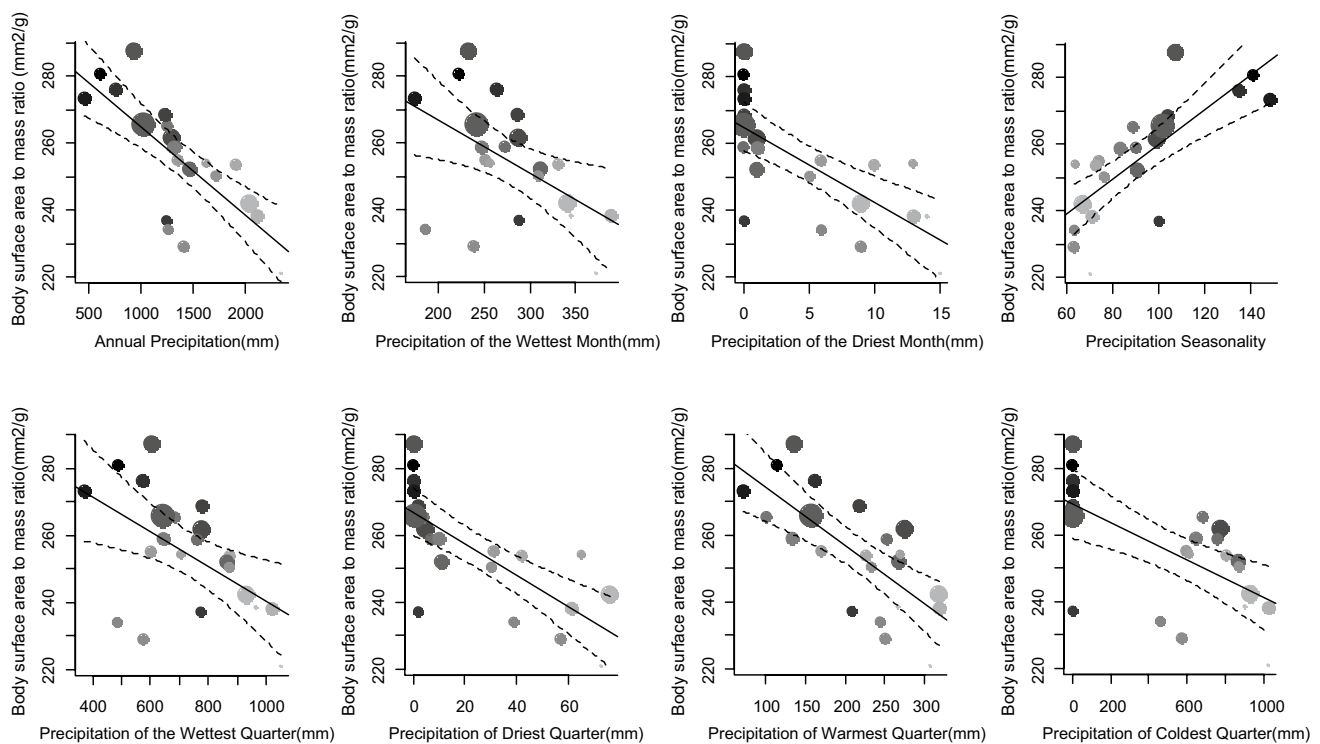 Body surface area to mass ratio (mm2/g)
280
260
240
220
500 1000 1500 2000
Annual Precipitation(mm)
Body surface area to mass ratio(mm2/g)
280
260
240
220
200 250 300 350
Precipitation of the Wettest Month(mm)
Body surface area to mass ratio(mm2/g)
280
260
240
220
0 5 10 15
Precipitation of the Driest Month(mm)
Body surface area to mass ratio(mm2/g)
280
260
240
220
60 80 100 120 140
Precipitation Seasonality
Body surface area to mass ratio(mm2/g)
280
260
240
220
400 600 800 1000
Precipitation of the Wettest Quarter(mm)
Body surface area to mass ratio(mm2/g)
280
260
240
220
0 20 40 60
Precipitation of Driest Quarter(mm)
Body surface area to mass ratio(mm2/g)
280
260
240
220
100 150 200 250 300
Precipitation of Warmest Quarter(mm)
Body surface area to mass ratio(mm2/g)
280
260
240
220
0 200 600 1000
Precipitation of Coldest Quarter(mm)